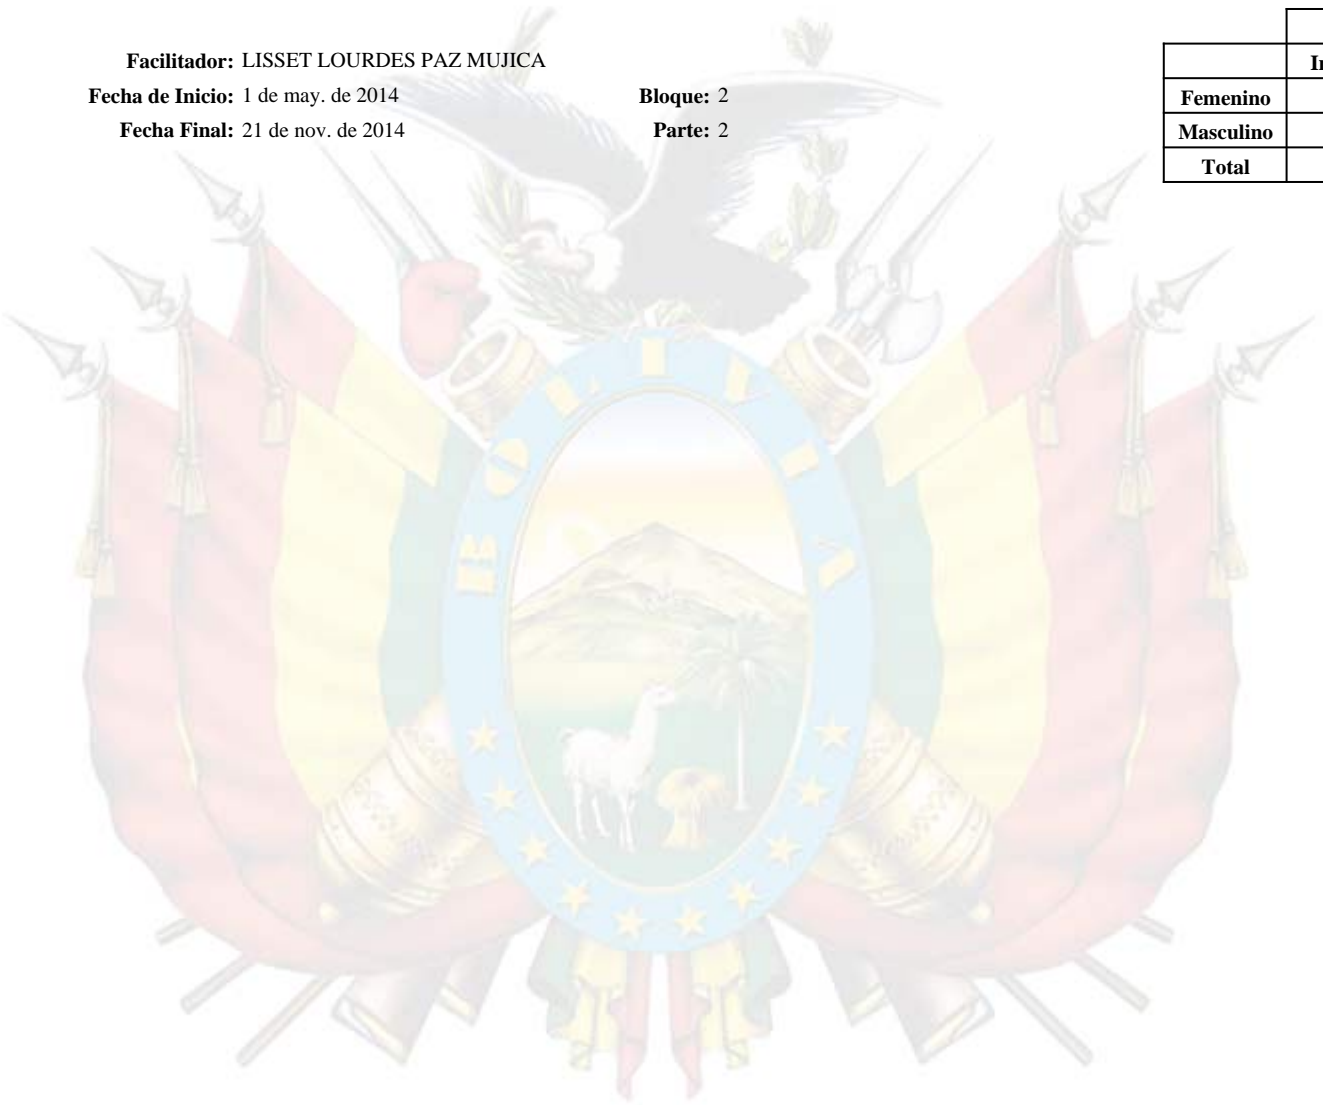 Facilitador: LISSET LOURDES PAZ MUJICA
Fecha de Inicio: 1 de may. de 2014 Bloque: 2
Fecha Final: 21 de nov. de 2014 Parte: 2
Femenino
Masculino
Total
BOLIVIA